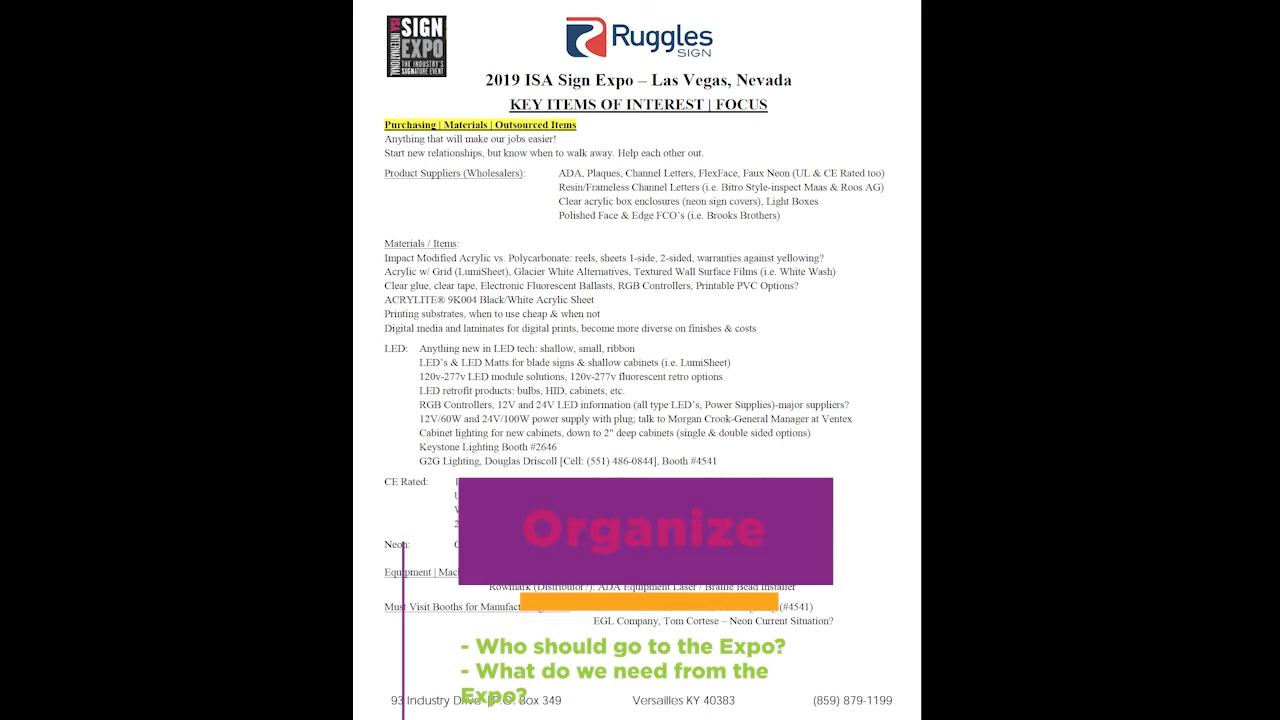 ISA INTERNATIONAL
SIGN
EXPO
THE INDUSTRY'S
SIGNATURE EVENT
Ruggles
SIGN
2019 ISA Sign Expo – Las Vegas, Nevada
KEY ITEMS OF INTEREST | FOCUS
Purchasing | Materials | Outsourced Items
Anything that will make our jobs easier!
Start new relationships, but know when to walk away. Help each other out.
Product Suppliers (Wholesalers): ADA, Plaques, Channel Letters, FlexFace, Faux Neon (UL & CE Rated too)
Resin/Frameless Channel Letters (i.e. Bitro Style-inspect Maas & Roos AG)
Clear acrylic box enclosures (neon sign covers), Light Boxes
Polished Face & Edge FCO's (i.e. Brooks Brothers)
Materials / Items:
Impact Modified Acrylic vs. Polycarbonate: reels, sheets 1-side, 2-sided, warranties against yellowing?
Acrylic w/ Grid (LumiSheet), Glacier White Alternatives, Textured Wall Surface Films (i.e. White Wash)
Clear glue, clear tape, Electronic Fluorescent Ballasts, RGB Controllers, Printable PVC Options?
ACRYLITE® 9K004 Black/White Acrylic Sheet
Printing substrates, when to use cheap & when not
Digital media and laminates for digital prints, become more diverse on finishes & costs
LED: Anything new in LED tech: shallow, small, ribbon
LED's & LED Matts for blade signs & shallow cabinets (i.e. LumiSheet)
120v-277v LED module solutions, 120v-277v fluorescent retro options
LED retrofit products: bulbs, HID, cabinets, etc.
RGB Controllers, 12V and 24V LED information (all type LED's, Power Supplies)-major suppliers?
12V/60W and 24V/100W power supply with plug; talk to Morgan Crook-General Manager at Ventex
Cabinet lighting for new cabinets, down to 2" deep cabinets (single & double sided options)
Keystone Lighting Booth #2646
G2G Lighting, Douglas Driscoll [Cell: (551) 486-0844], Booth #4541
CE Rated:
Organize
Neon:
Equipment |
Rowmark (Distributor?): ADA Equipment Laser / Braille Bead Installer
Must Visit Booths for (#4541)
EGL Company, Tom Cortese – Neon Current Situation?
- Who should go to the Expo?
- What do we need from the
Expo?
93 Industry Drive | P.O. Box 349 Versailles KY 40383 (859) 879-1199